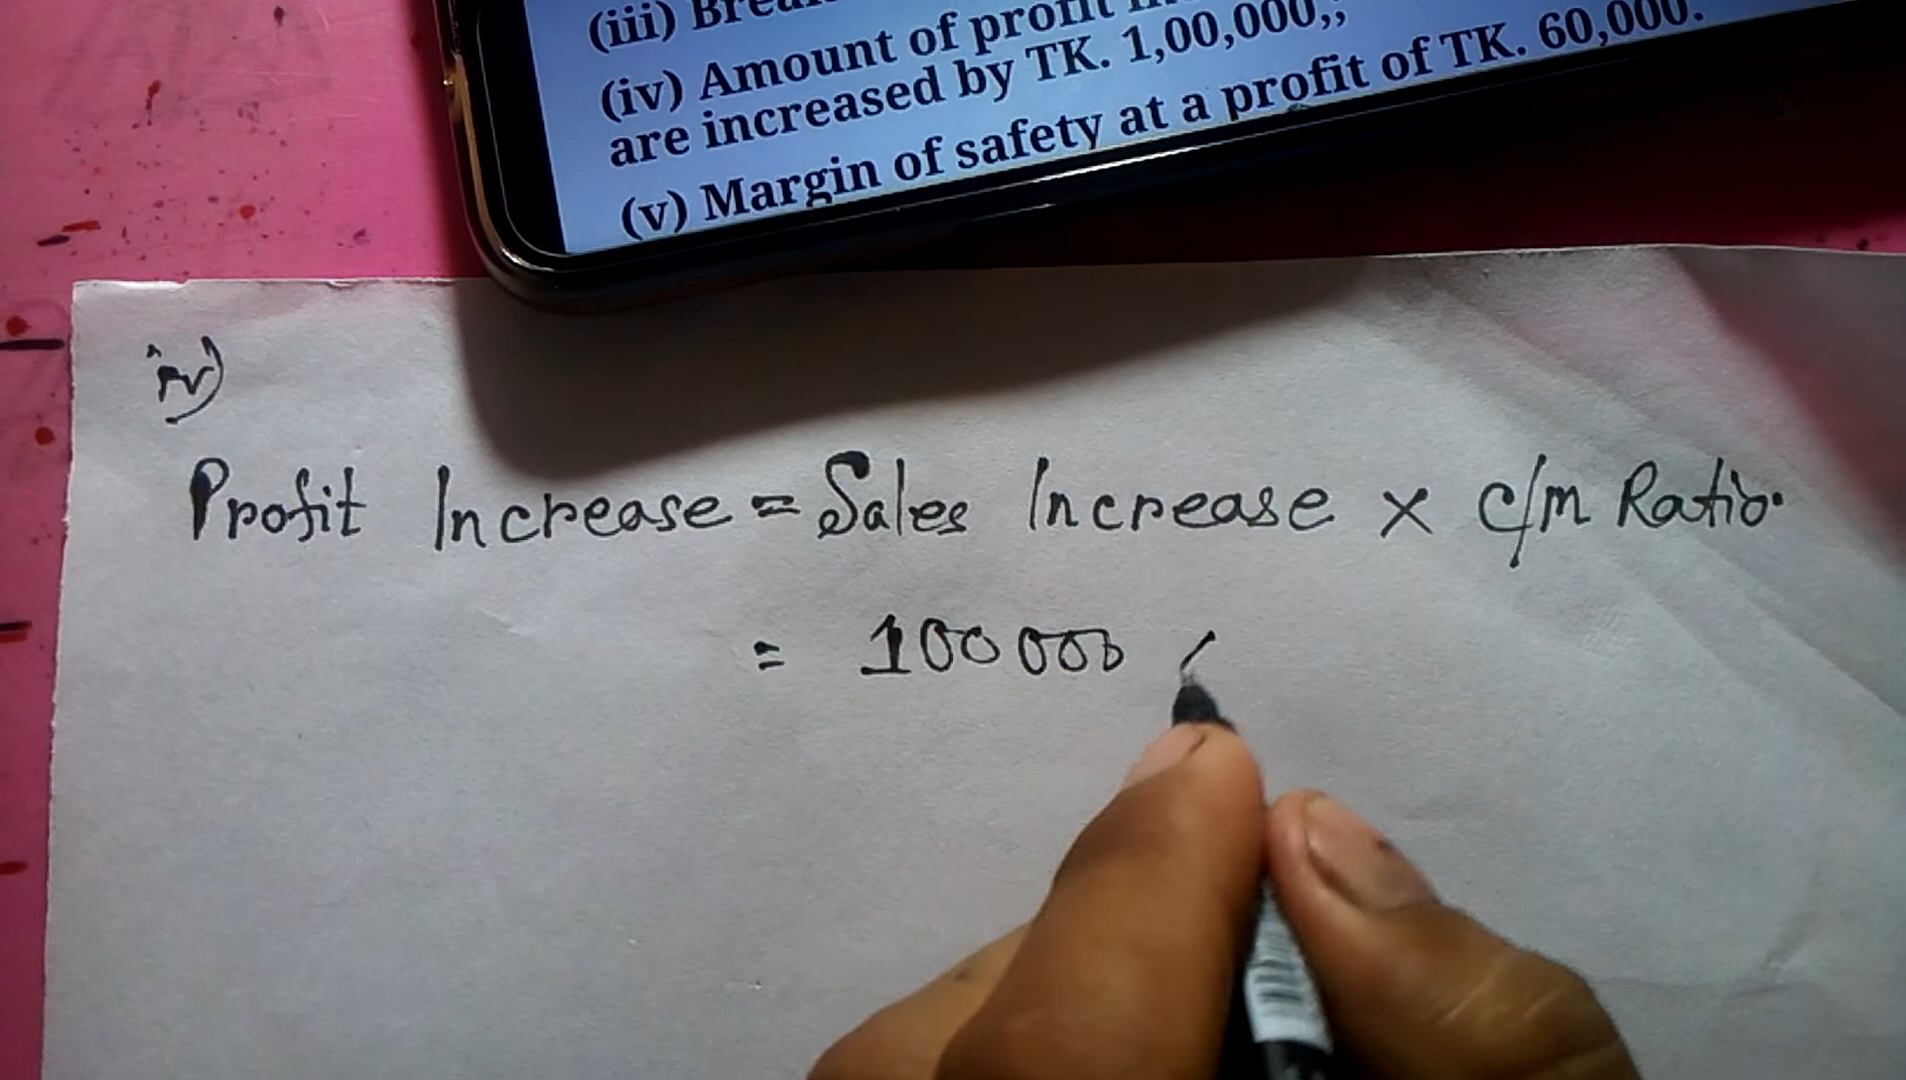 (iii)
(iv) Amount of profit
are increased by TK. 1,00,000,,
(v) Margin of safety at a profit of TK. 60,000.
iv)
Profit Increase = Sales Increase × C/m Ratio.
= 100000